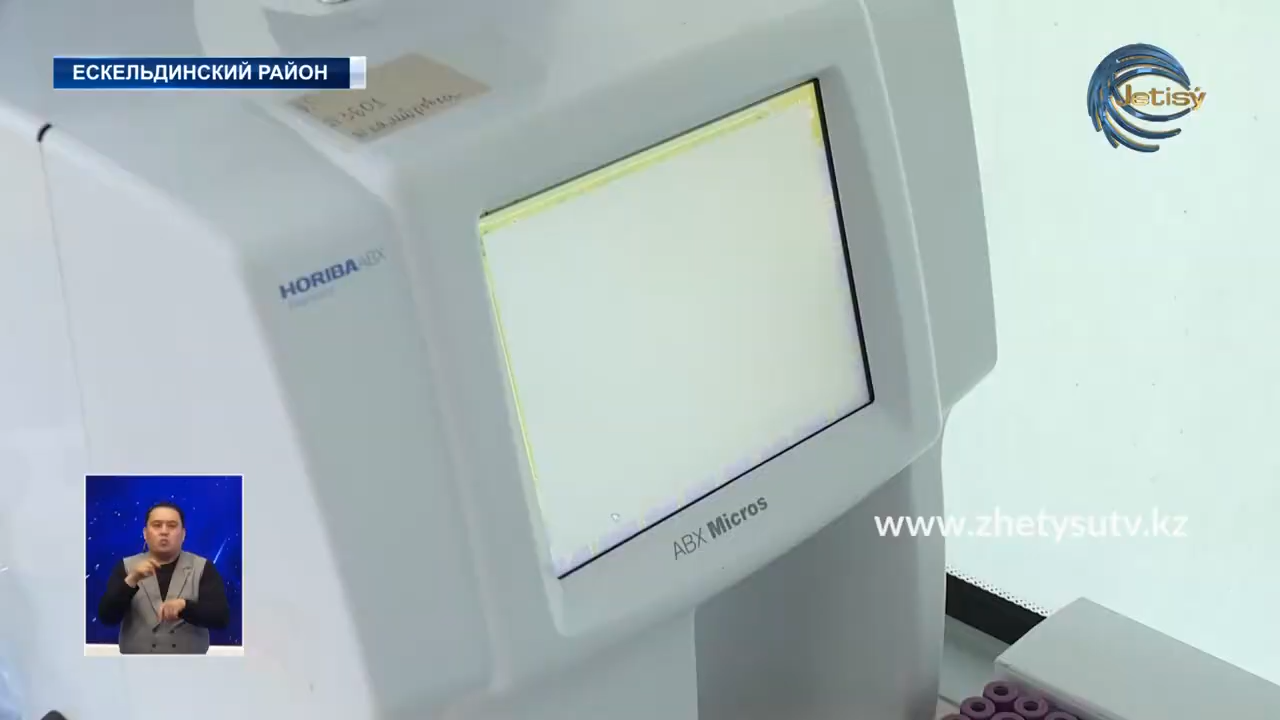 ЕСКЕЛЬДИНСКИЙ РАЙОН
Jetisý
HORIBA ABX
ABX Micros
www.zhetysutv.kz